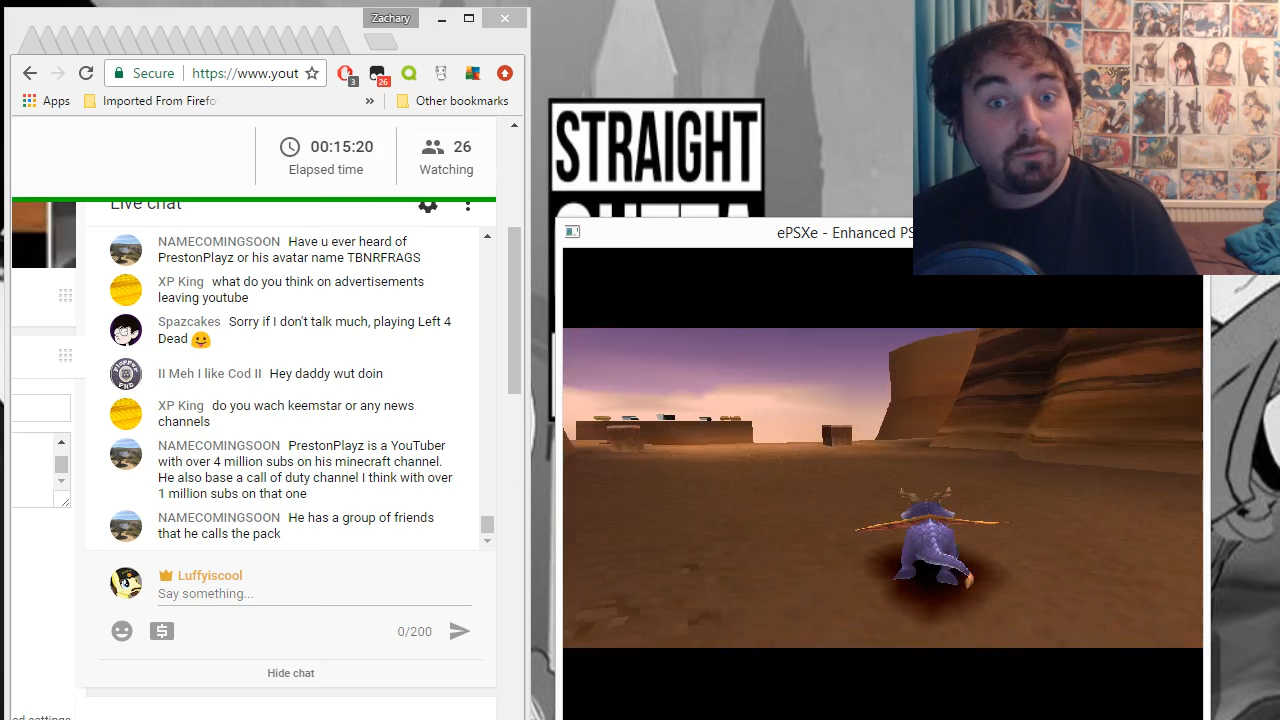 Zachary
Secure
https://www.yout
3
26
Apps
Imported From Firefo
»
Other bookmarks
00:15:20
Elapsed time
26
Watching
Live chat
NAMECOMINGSOON Have u ever heard of
PrestonPlayz or his avatar name TBNRFRAGS
XP King what do you think on advertisements
leaving youtube
Spazcakes Sorry if I don't talk much, playing Left 4
Dead
II Meh I like Cod II Hey daddy wut doin
XP King do you wach keemstar or any news
channels
NAMECOMINGSOON PrestonPlayz is a YouTuber
with over 4 million subs on his minecraft channel.
He also base a call of duty channel I think with over
1 million subs on that one
NAMECOMINGSOON He has a group of friends
that he calls the pack
Luffyiscool
Say something...
0/200
Hide chat
ed settings
STRAIGHT
OUTTA
ePSXe - Enhanced PS